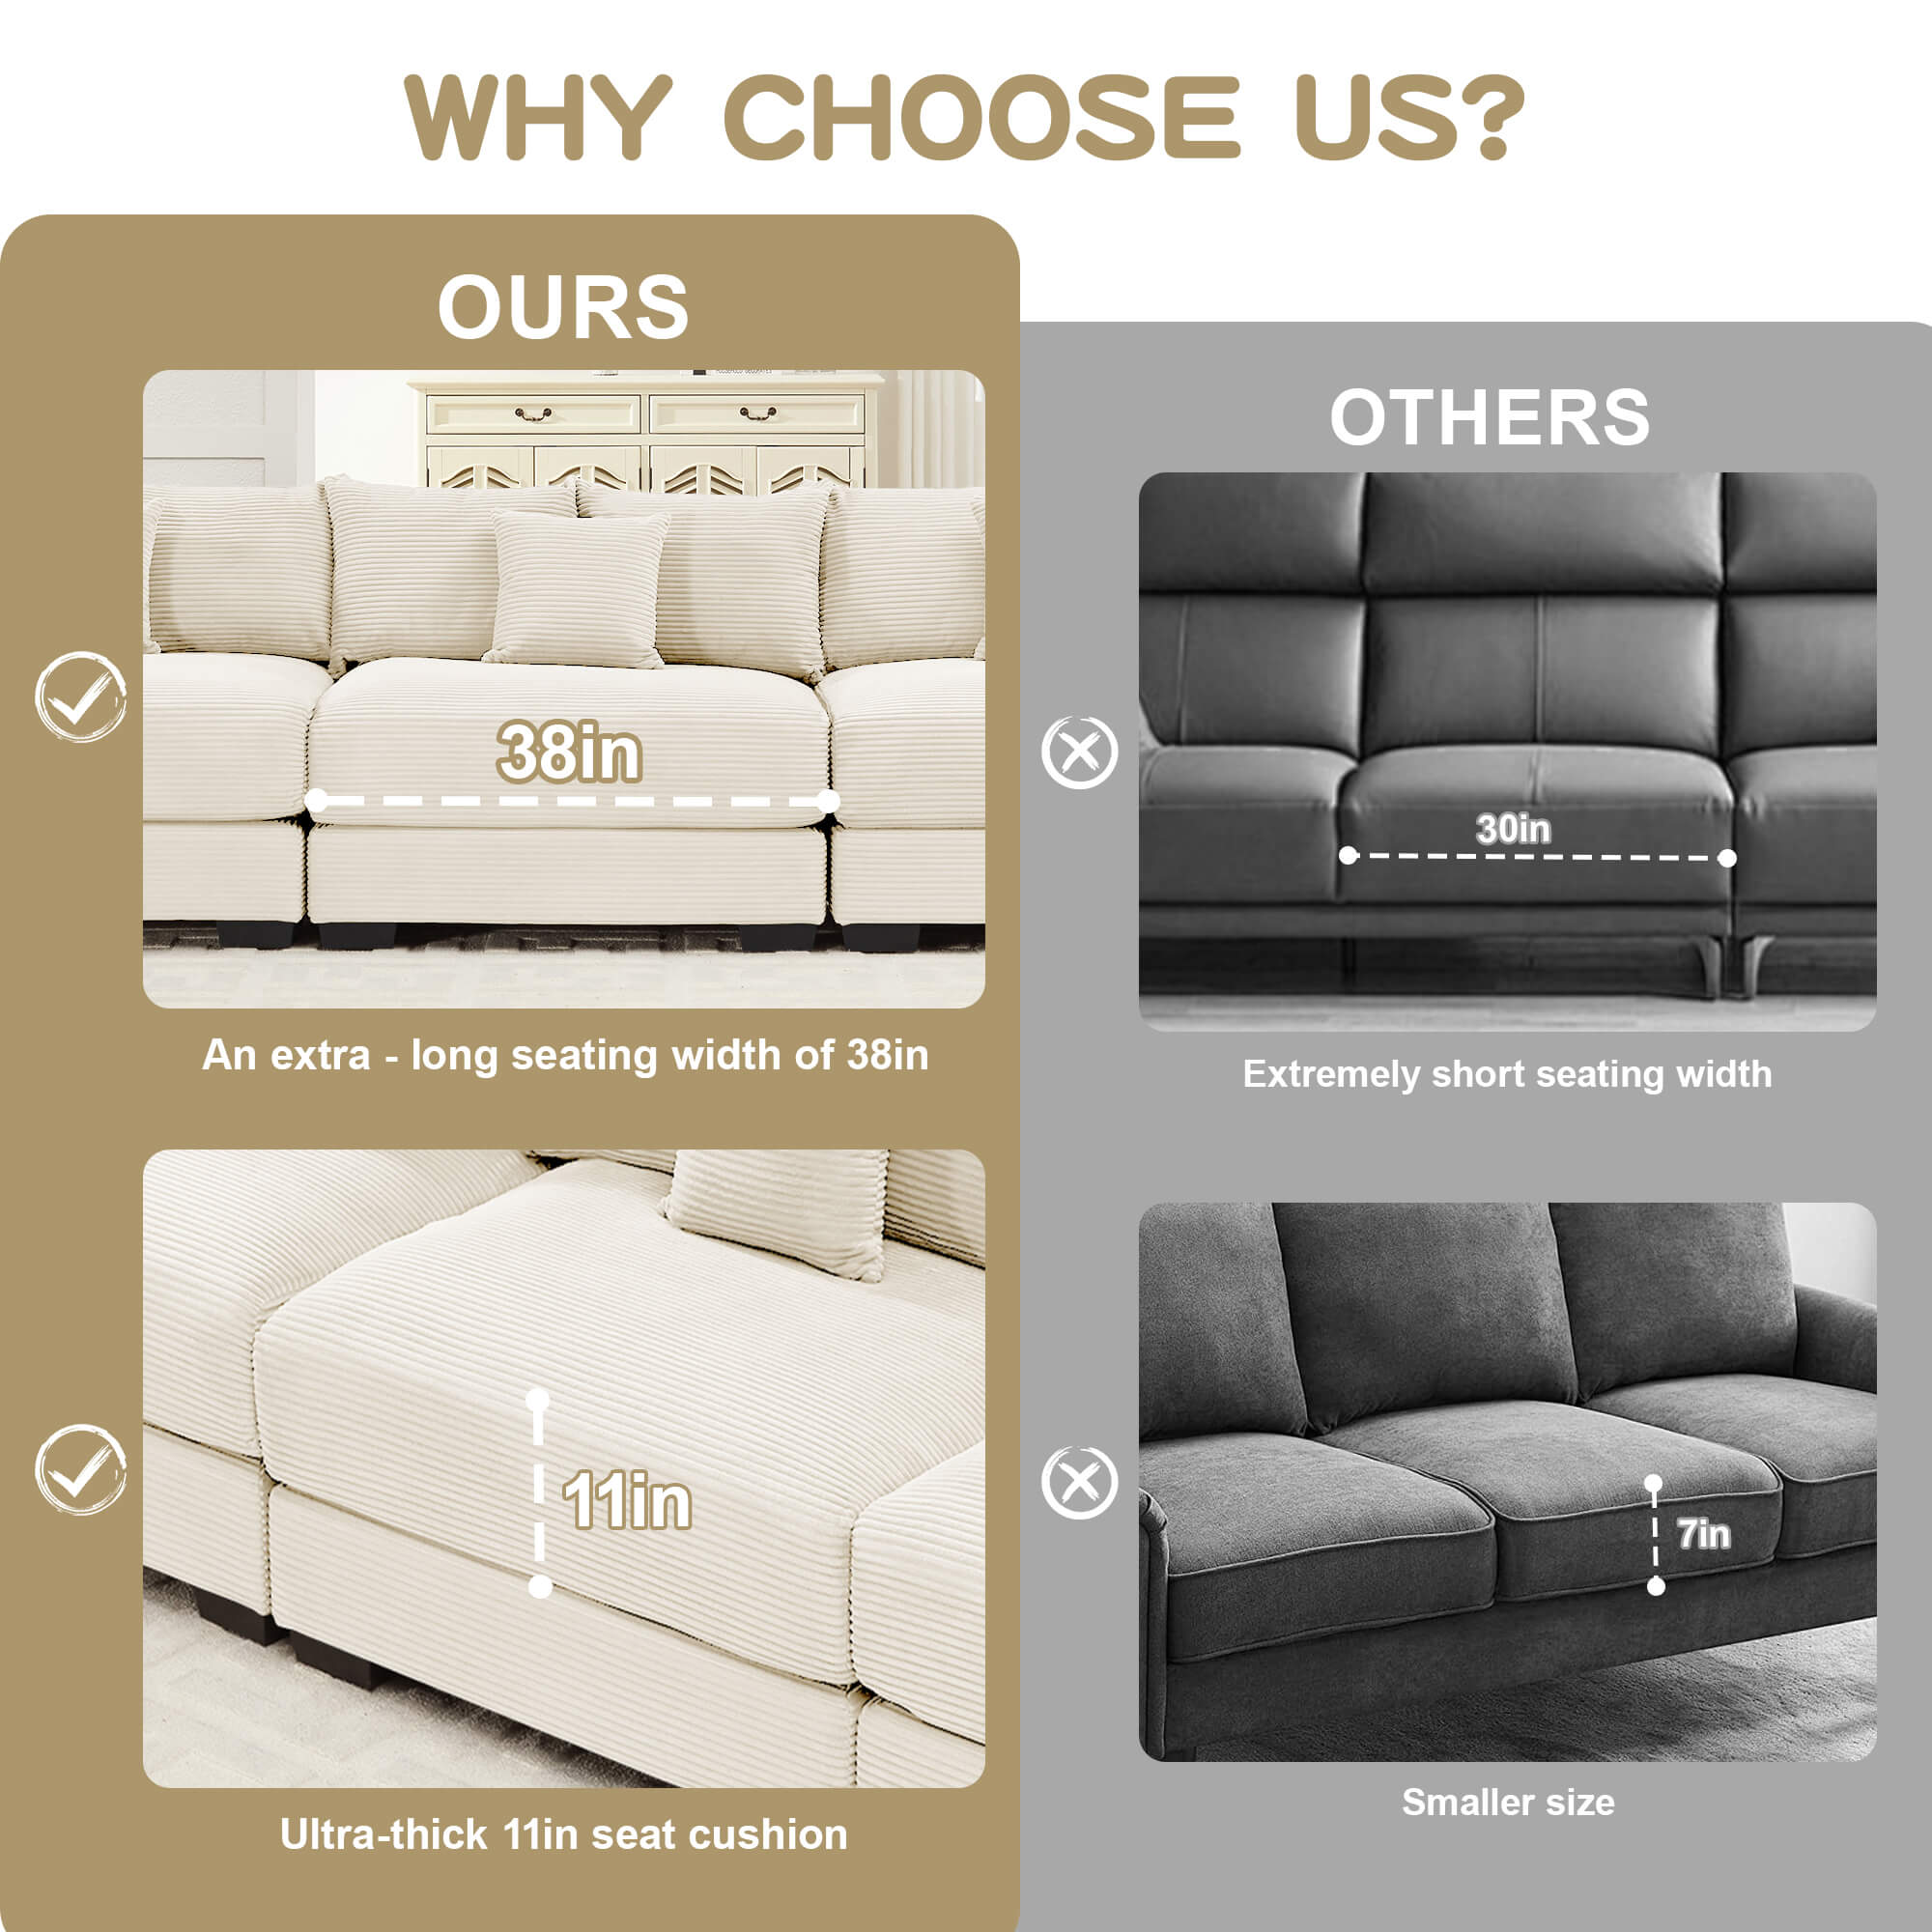 WHY CHOOSE US?
OURS
38in
An extra - long seating width of 38in
11in
Ultra-thick 11in seat cushion
OTHERS
30in
Extremely short seating width
7in
Smaller size